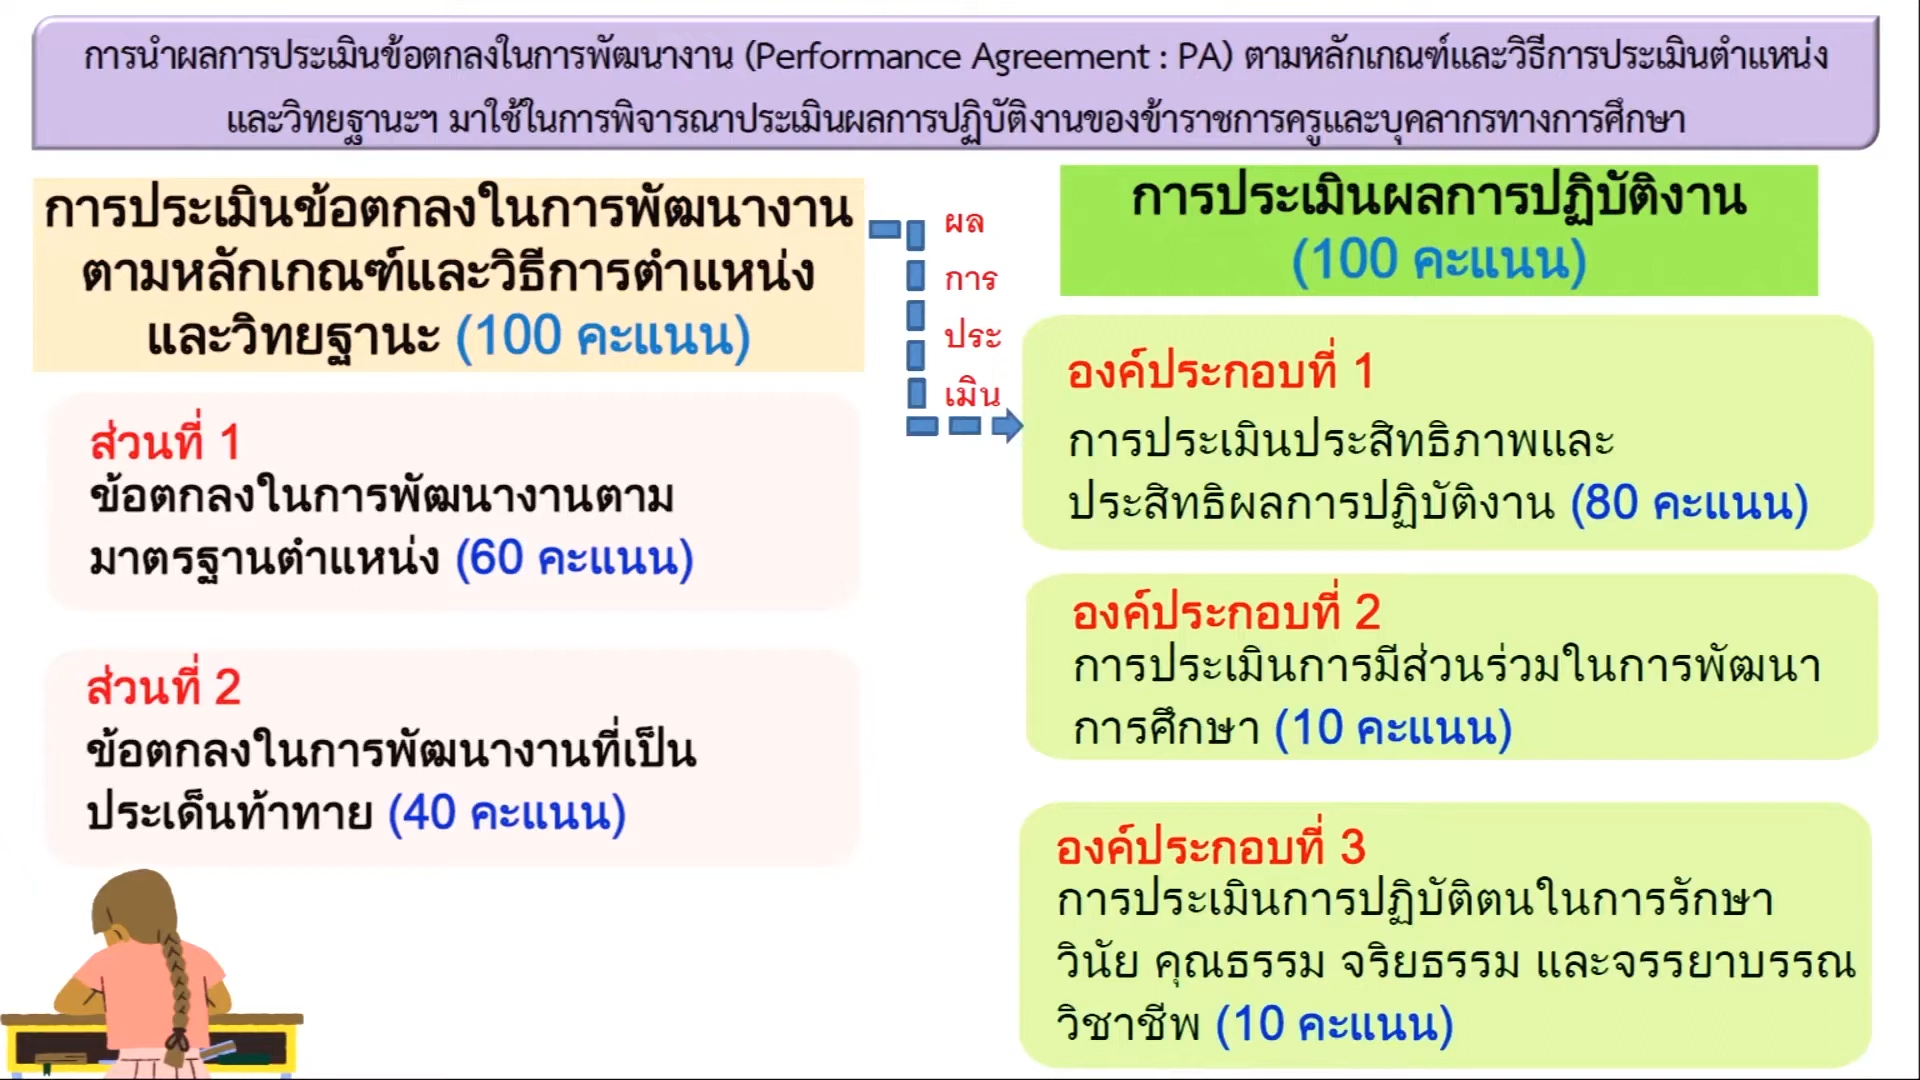 การนำผลการประเมินข้อตกลงในการพัฒนางาน (Performance Agreement : PA) ตามหลักเกณฑ์และวิธีการประเมินตำแหน่ง
และวิทยฐานะฯ มาใช้ในการพิจารณาประเมินผลการปฏิบัติงานของข้าราชการครูและบุคลากรทางการศึกษา
การประเมินข้อตกลงในการพัฒนางาน
ตามหลักเกณฑ์และวิธีการตำแหน่ง
และวิทยฐานะ (100 คะแนน)
ส่วนที่ 1
ข้อตกลงในการพัฒนางานตาม
มาตรฐานตำแหน่ง (60 คะแนน)
ส่วนที่ 2
ข้อตกลงในการพัฒนางานที่เป็น
ประเด็นท้าทาย (40 คะแนน)
ผล
การ
ประ
เมิน
การประเมินผลการปฏิบัติงาน
(100 คะแนน)
องค์ประกอบที่ 1
การประเมินประสิทธิภาพและ
ประสิทธิผลการปฏิบัติงาน (80 คะแนน)
องค์ประกอบที่ 2
การประเมินการมีส่วนร่วมในการพัฒนา
การศึกษา (10 คะแนน)
องค์ประกอบที่ 3
การประเมินการปฏิบัติตนในการรักษา
วินัย คุณธรรม จริยธรรม และจรรยาบรรณ
วิชาชีพ (10 คะแนน)